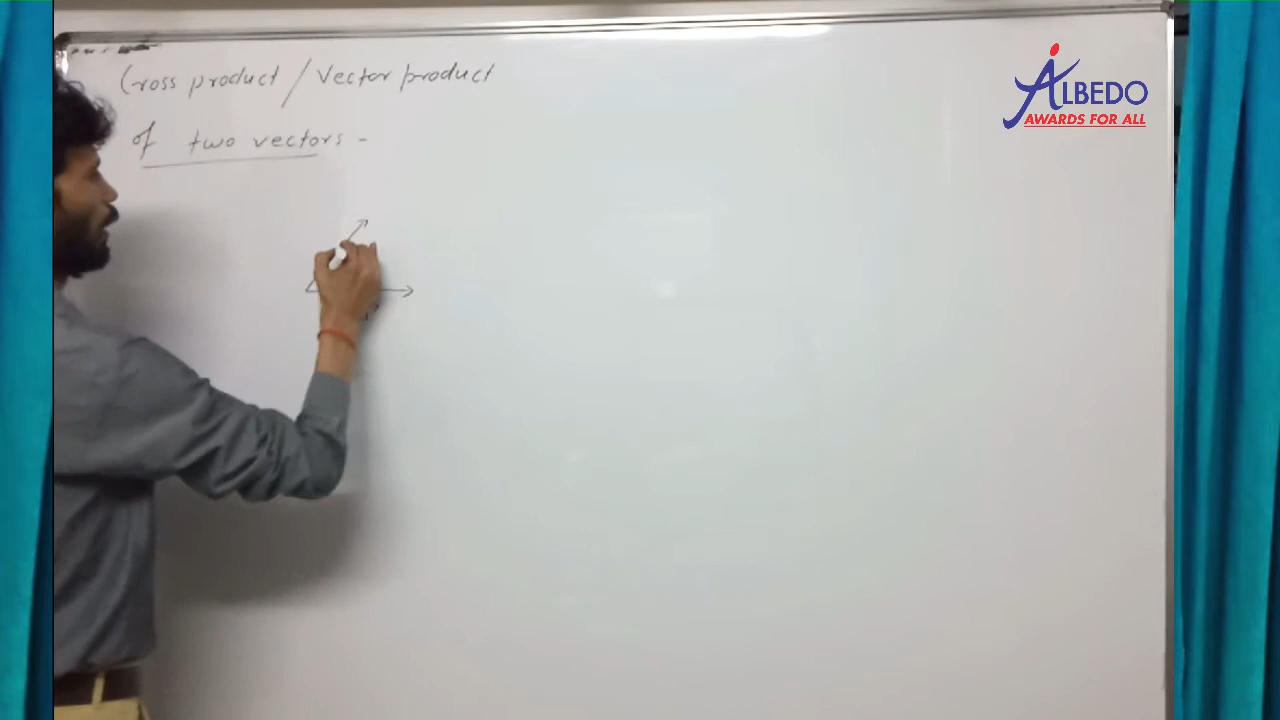 Cross product / Vector product
of two vectors -
ALBEDO
AWARDS FOR ALL